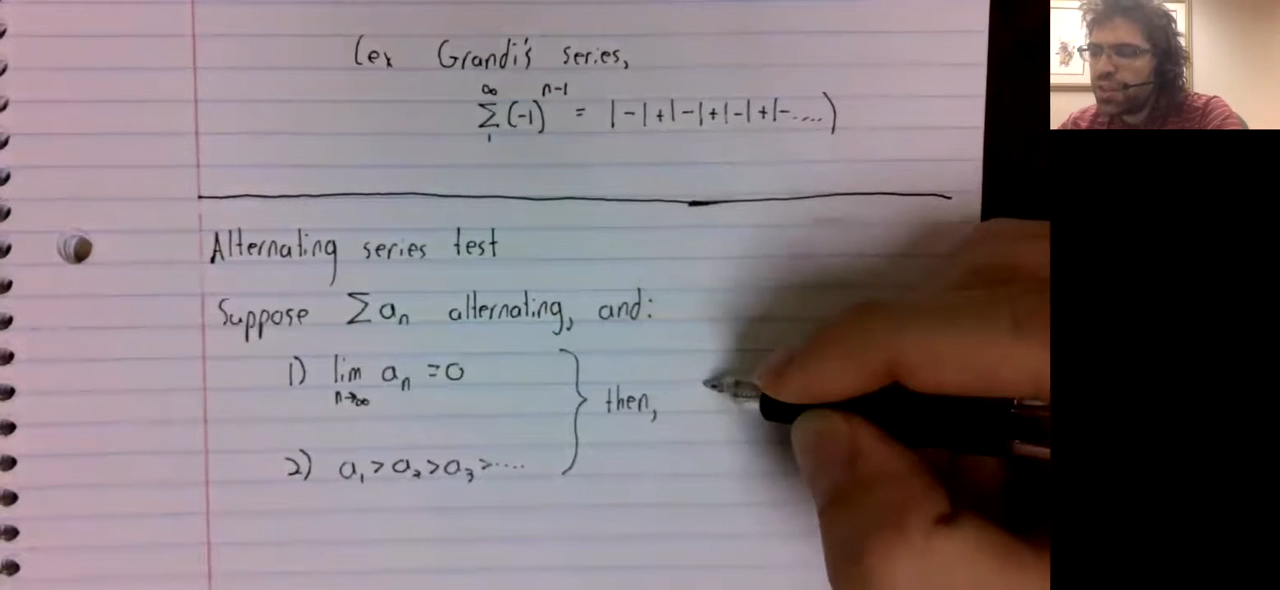 (ex Grandi's series,
∞ n-1
∑ (-1) = 1-1+1-1+1-1+1-....)
1
Alternating series test
Suppose ∑ aₙ alternating, and:
1) lim aₙ = 0
n→∞
then,
2) a₁ > a₂ > a₃ > ....